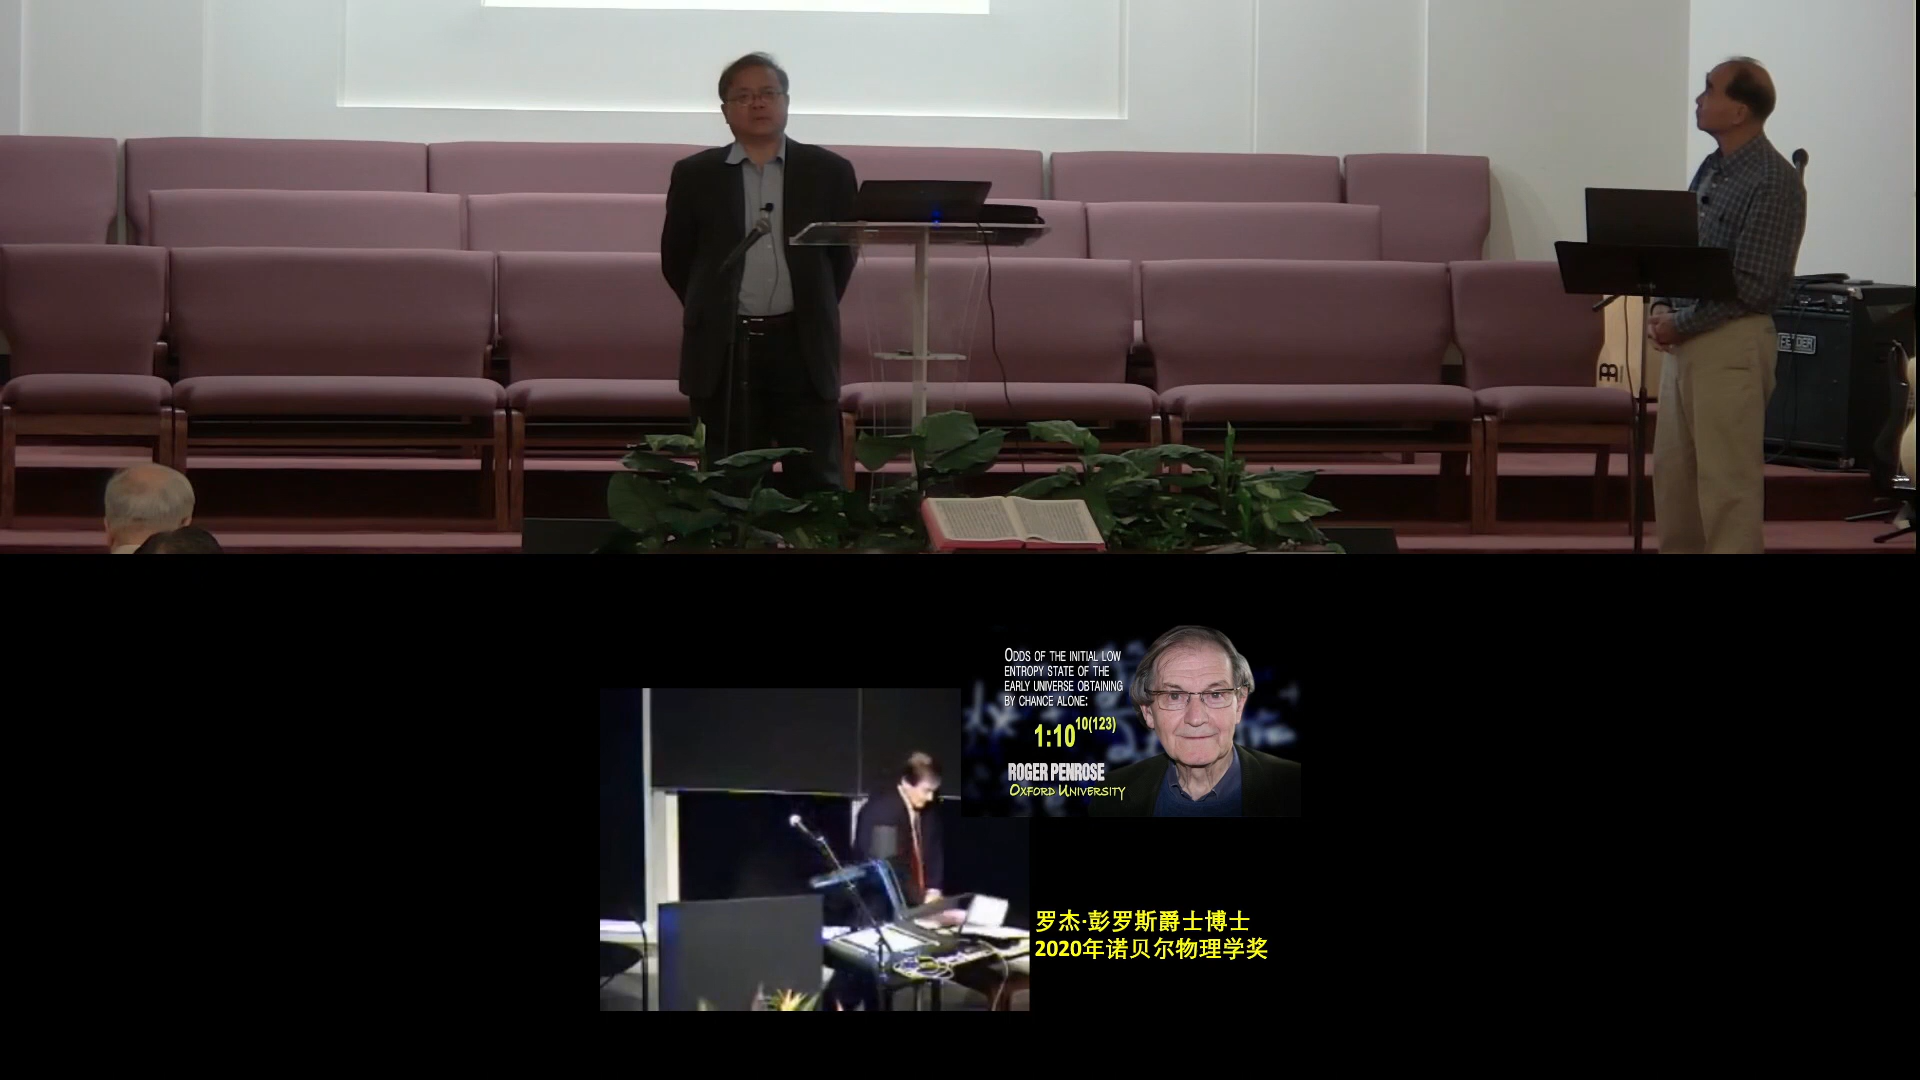 FENDER
ODDS OF THE INITIAL LOW
ENTROPY STATE OF THE
EARLY UNIVERSE OBTAINING
BY CHANCE ALONE:
1:10^10(123)
ROGER PENROSE
OXFORD UNIVERSITY
罗杰·彭罗斯爵士博士
2020年诺贝尔物理学奖